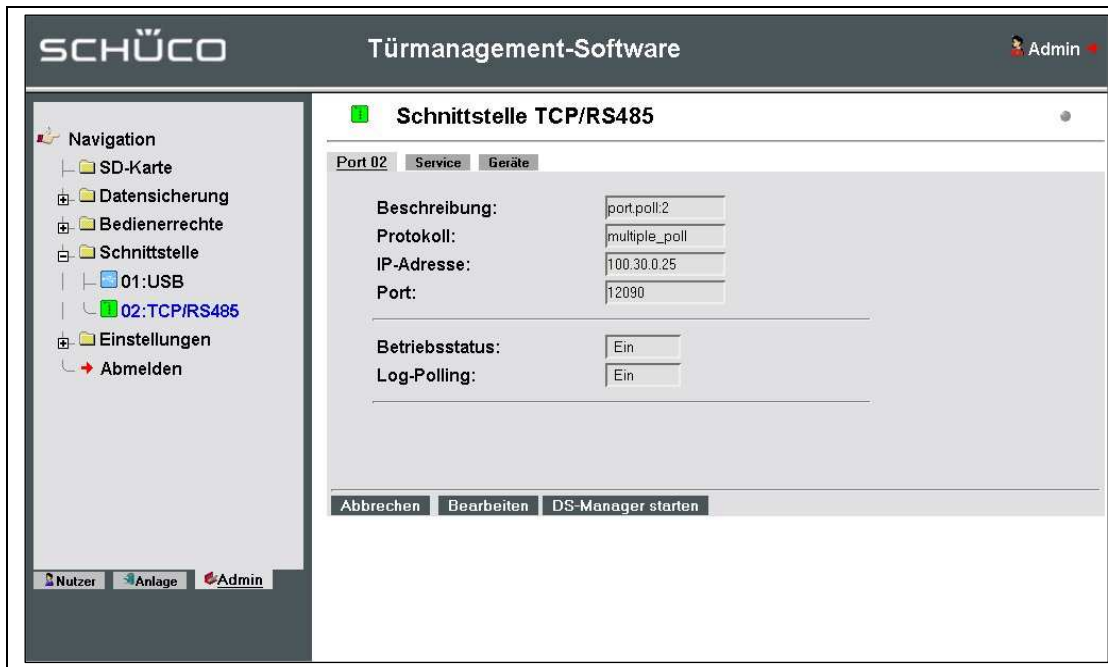 SCHÜCO
Türmanagement-Software
Admin
Navigation
SD-Karte
Datensicherung
Bedienerrechte
Schnittstelle
01:USB
02:TCP/RS485
Einstellungen
Abmelden
Nutzer
Anlage
Admin
Schnittstelle TCP/RS485
Port 02
Service
Geräte
Beschreibung: port.poll:2
Protokoll: multiple_poll
IP-Adresse: 100.30.0.25
Port: 12090
Betriebsstatus: Ein
Log-Polling: Ein
Abbrechen
Bearbeiten
DS-Manager starten